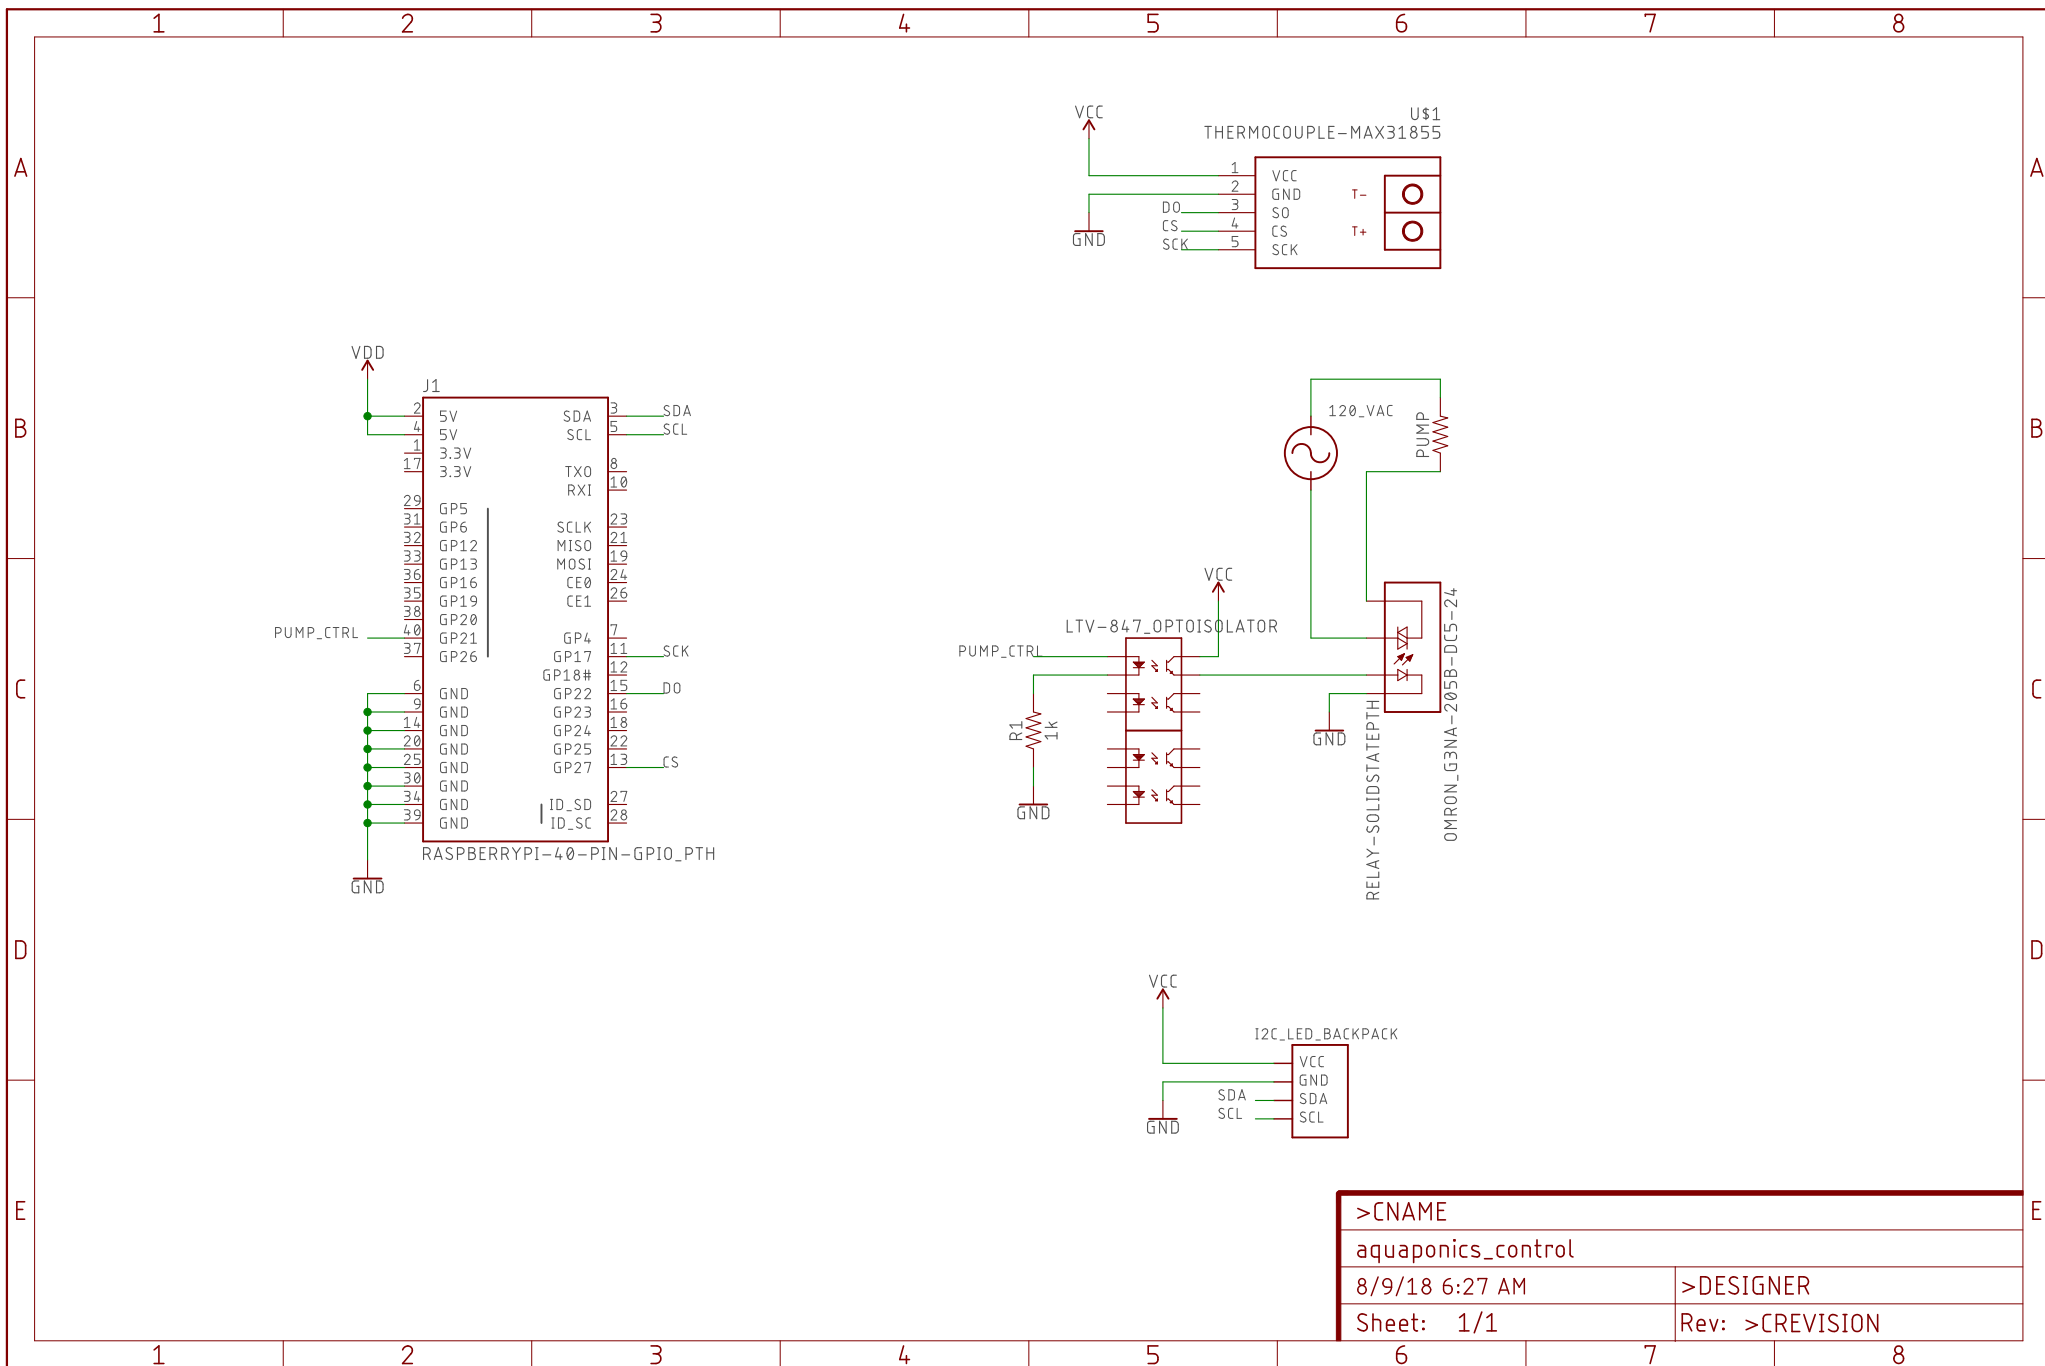 1 2 3 4 5 6 7 8
A A
B B
C C
D D
E E
VCC
U$1
THERMOCOUPLE-MAX31855
1 VCC
2 GND T-
DO 3 SO
CS 4 CS T+
SCK 5 SCK
GND
VDD
J1
2 5V SDA 3 SDA
4 5V SCL 5 SCL
1 3.3V
17 3.3V TXO 8
RXI 10
29 GP5
31 GP6 SCLK 23
32 GP12 MISO 21
33 GP13 MOSI 19
36 GP16 CE0 24
35 GP19 CE1 26
38 GP20
PUMP_CTRL 40 GP21 GP4 7
37 GP26 GP17 11 SCK
GP18# 12
6 GND GP22 15 DO
9 GND GP23 16
14 GND GP24 18
20 GND GP25 22
25 GND GP27 13 CS
30 GND
34 GND ID_SD 27
39 GND ID_SC 28
RASPBERRYPI-40-PIN-GPIO_PTH
GND
120_VAC
PUMP
VCC
LTV-847_OPTOISOLATOR
PUMP_CTRL
R1
1k
GND
GND
RELAY-SOLIDSTATEPTH
OMRON_G3NA-205B-DC5-24
VCC
I2C_LED_BACKPACK
VCC
GND
SDA SDA
SCL SCL
GND
>CNAME
aquaponics_control
8/9/18 6:27 AM >DESIGNER
Sheet: 1/1 Rev: >CREVISION
1 2 3 4 5 6 7 8